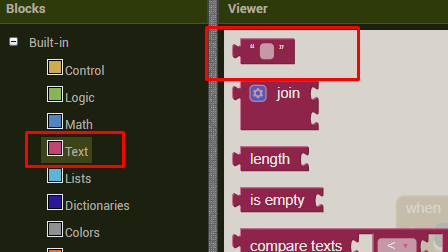 Blocks
Viewer
Built-in
Control
Logic
Math
Text
Lists
Dictionaries
Colors
“ ”
join
length
is empty
when
compare texts <